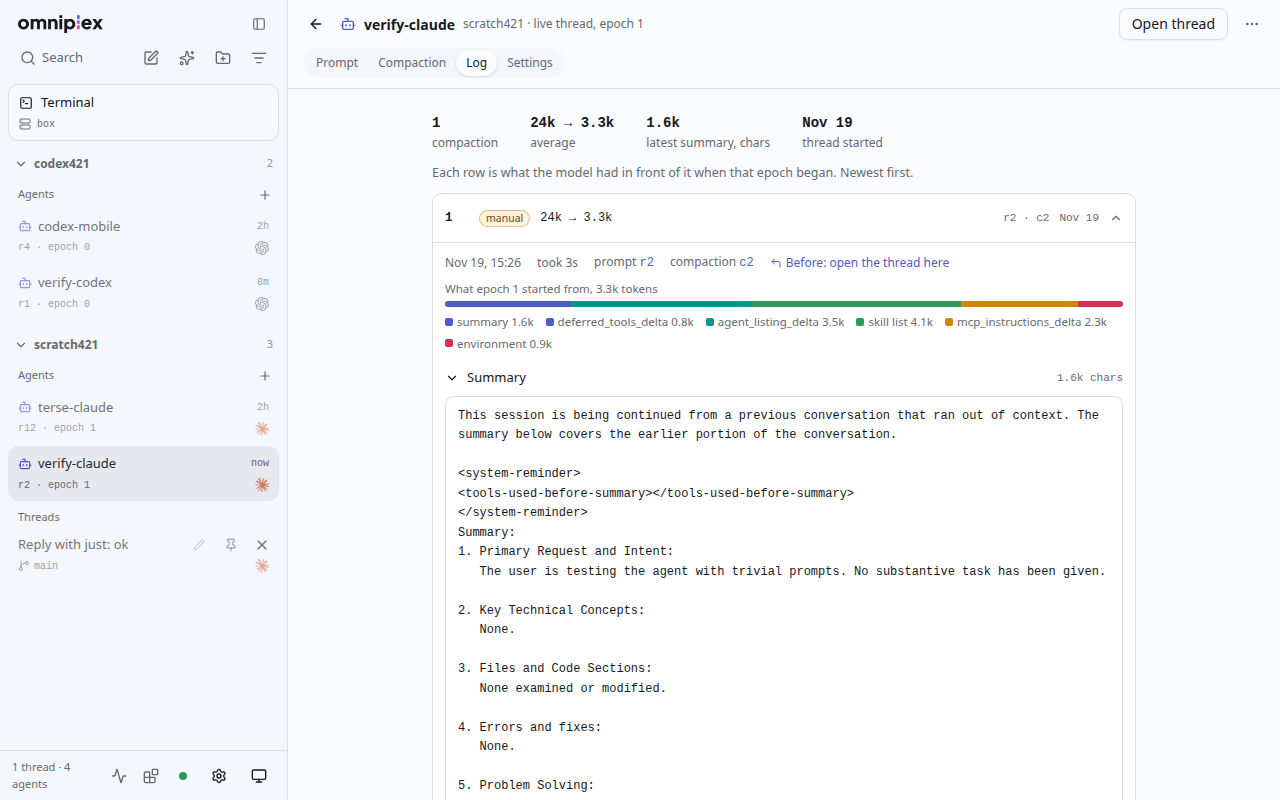 omniplex
Search
Terminal
box
codex421 2
Agents
codex-mobile 2h
r4 · epoch 0
verify-codex 8m
r1 · epoch 0
scratch421 3
Agents
terse-claude 2h
r12 · epoch 1
verify-claude now
r2 · epoch 1
Threads
Reply with just: ok
main
1 thread · 4
agents
verify-claude scratch421 · live thread, epoch 1
Open thread
Prompt Compaction Log Settings
1 24k → 3.3k 1.6k Nov 19
compaction average latest summary, chars thread started
Each row is what the model had in front of it when that epoch began. Newest first.
1 manual 24k → 3.3k r2 · c2 Nov 19
Nov 19, 15:26 took 3s prompt r2 compaction c2 Before: open the thread here
What epoch 1 started from, 3.3k tokens
summary 1.6k deferred_tools_delta 0.8k agent_listing_delta 3.5k skill list 4.1k mcp_instructions_delta 2.3k
environment 0.9k
Summary 1.6k chars
This session is being continued from a previous conversation that ran out of context. The
summary below covers the earlier portion of the conversation.
<system-reminder>
<tools-used-before-summary></tools-used-before-summary>
</system-reminder>
Summary:
1. Primary Request and Intent:
The user is testing the agent with trivial prompts. No substantive task has been given.
2. Key Technical Concepts:
None.
3. Files and Code Sections:
None examined or modified.
4. Errors and fixes:
None.
5. Problem Solving: